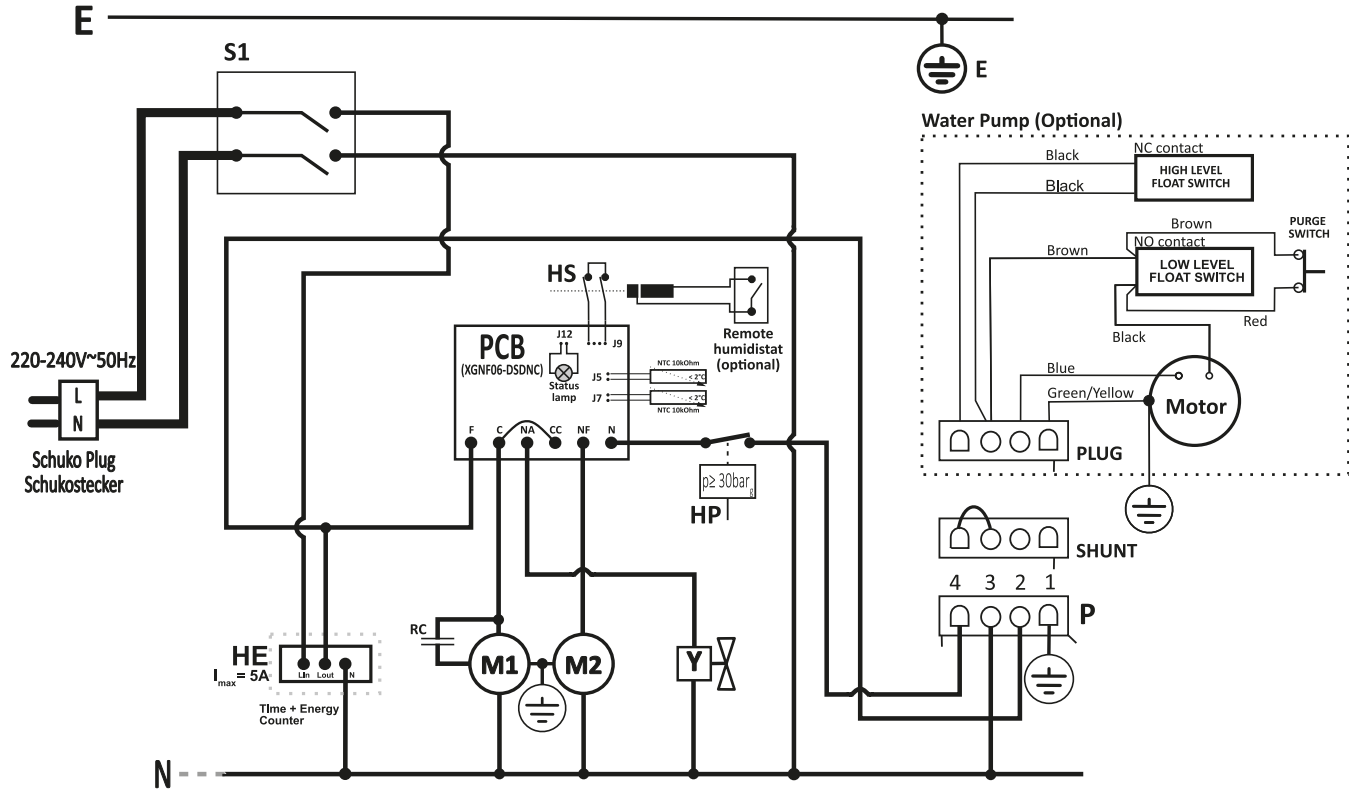 E
S1
E
Water Pump (Optional)
Black
NC contact
HIGH LEVEL
FLOAT SWITCH
Black
Brown
PURGE
SWITCH
NO contact
Brown
LOW LEVEL
FLOAT SWITCH
Red
Black
Blue
Green/Yellow
Motor
PLUG
HS
Remote
humidistat
(optional)
PCB
(XGNF06-DSDNC)
J12
J9
Status
lamp
J5
J7
NTC 10kOhm
< 2°C
< 2°C
NTC 10kOhm
F C NA CC NF N
220-240V~50Hz
L
N
Schuko Plug
Schukostecker
p≥ 30bar
g
HP
SHUNT
4 3 2 1
P
RC
M1
M2
Y
HE
I max = 5A
Lin Lout N
TIme + Energy
Counter
N